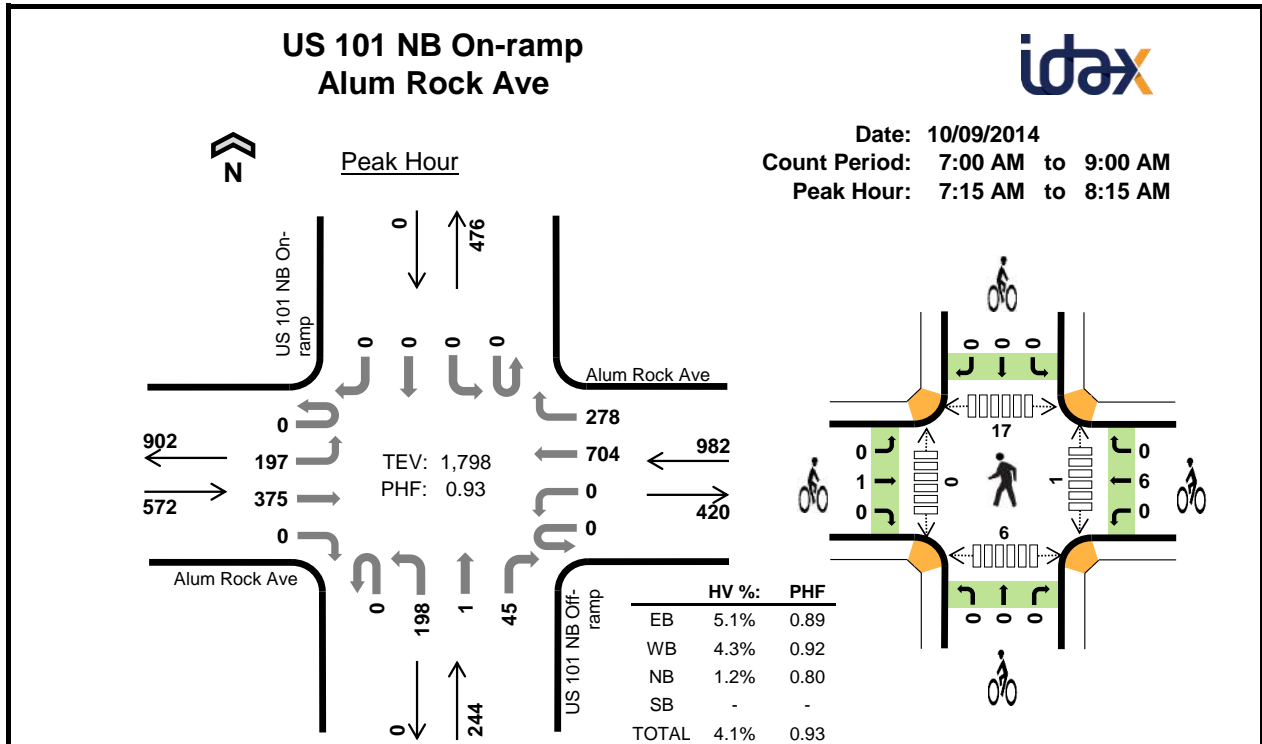 US 101 NB On-ramp
Alum Rock Ave
idax
Date: 10/09/2014
Count Period: 7:00 AM to 9:00 AM
Peak Hour: 7:15 AM to 8:15 AM
N
Peak Hour
0
476
US 101 NB On-
ramp
0 0 0 0
Alum Rock Ave
0
197
375
0
902
572
TEV: 1,798
PHF: 0.93
278
704
0
0
982
420
Alum Rock Ave
0 198 1 45
US 101 NB Off-
ramp
0
244
HV %: PHF
EB 5.1% 0.89
WB 4.3% 0.92
NB 1.2% 0.80
SB - -
TOTAL 4.1% 0.93
0 0 0
17
0
1
0
0
1
0
6
0
6
0 0 0